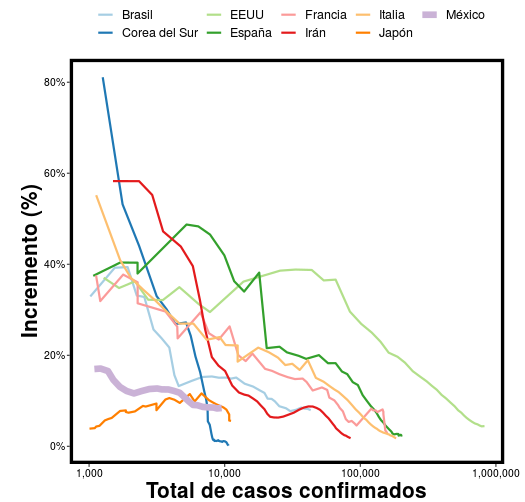 Brasil EEUU Francia Italia México
Corea del Sur España Irán Japón
80%
60%
40%
20%
0%
Incremento (%)
1,000 10,000 100,000 1,000,000
Total de casos confirmados